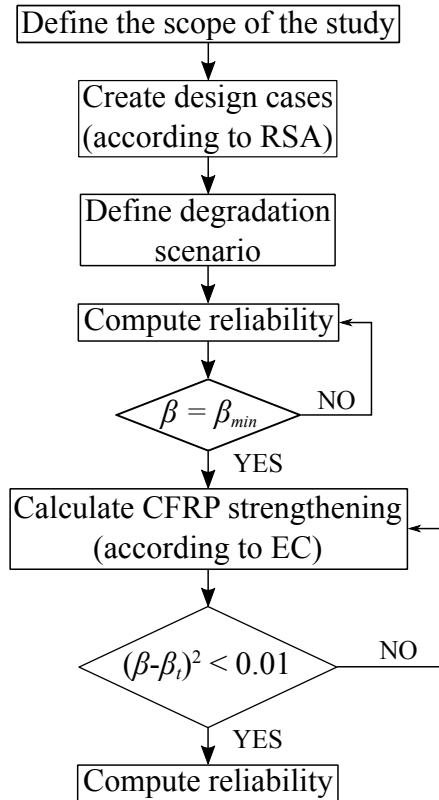 Define the scope of the study
Create design cases
(according to RSA)
Define degradation
scenario
Compute reliability
β = βmin
NO
YES
Calculate CFRP strengthening
(according to EC)
(β-βt)² < 0.01
NO
YES
Compute reliability